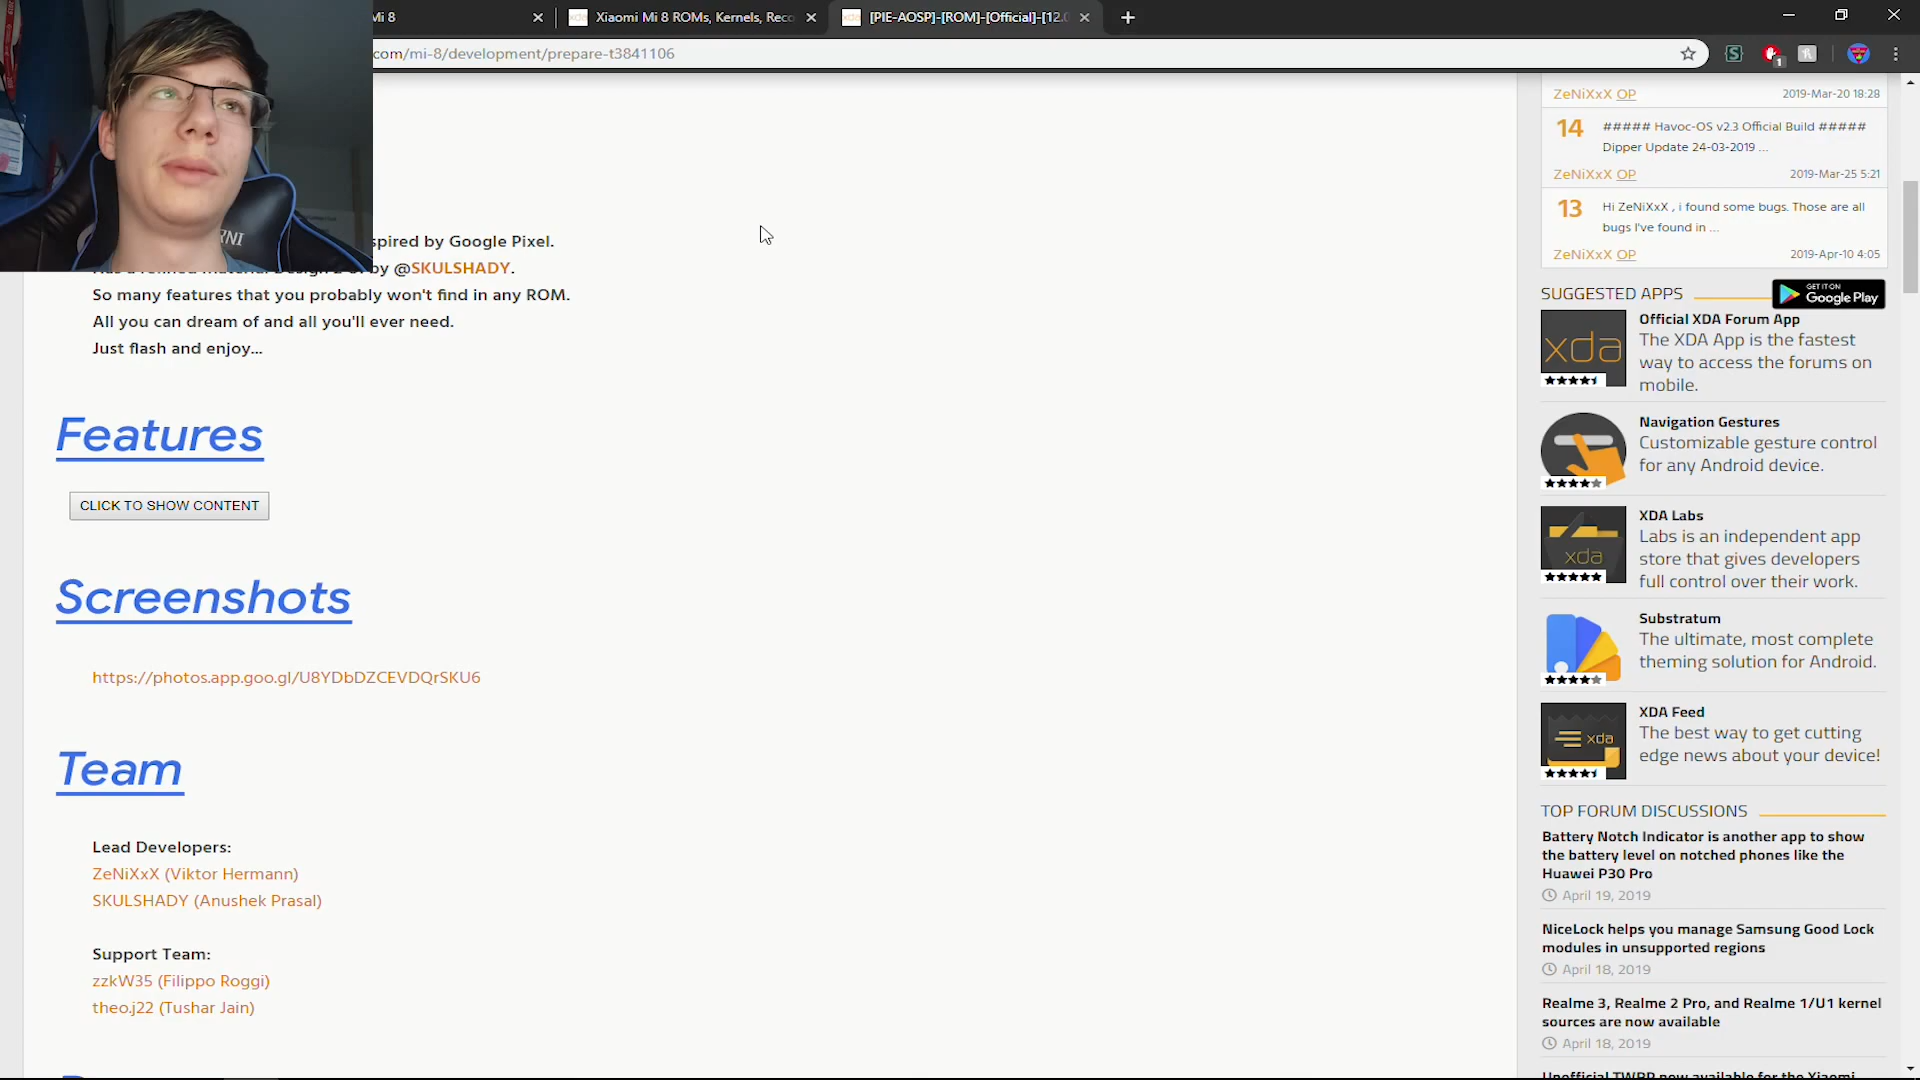 Mi 8
Xiaomi Mi 8 ROMs, Kernels, Reco
[PIE-AOSP]-[ROM]-[Official]-[12.0
com/mi-8/development/prepare-t3841106
spired by Google Pixel.
by @SKULSHADY.
So many features that you probably won't find in any ROM.
All you can dream of and all you'll ever need.
Just flash and enjoy...
Features
CLICK TO SHOW CONTENT
Screenshots
https://photos.app.goo.gl/U8YDbDZCEVDQrSKU6
Team
Lead Developers:
ZeNiXxX (Viktor Hermann)
SKULSHADY (Anushek Prasal)
Support Team:
zzkW35 (Filippo Roggi)
theo.j22 (Tushar Jain)
ZeNiXxX OP 2019-Mar-20 18:28
14 ##### Havoc-OS v2.3 Official Build #####
Dipper Update 24-03-2019 ...
ZeNiXxX OP 2019-Mar-25 5:21
13 Hi ZeNiXxX , i found some bugs. Those are all
bugs I've found in ...
ZeNiXxX OP 2019-Apr-10 4:05
SUGGESTED APPS
GET IT ON
Google Play
xda
Official XDA Forum App
The XDA App is the fastest
way to access the forums on
mobile.
Navigation Gestures
Customizable gesture control
for any Android device.
xda
XDA Labs
Labs is an independent app
store that gives developers
full control over their work.
Substratum
The ultimate, most complete
theming solution for Android.
xda
XDA Feed
The best way to get cutting
edge news about your device!
TOP FORUM DISCUSSIONS
Battery Notch Indicator is another app to show
the battery level on notched phones like the
Huawei P30 Pro
April 19, 2019
NiceLock helps you manage Samsung Good Lock
modules in unsupported regions
April 18, 2019
Realme 3, Realme 2 Pro, and Realme 1/U1 kernel
sources are now available
April 18, 2019
Unofficial TWRP now available for the Xiaomi